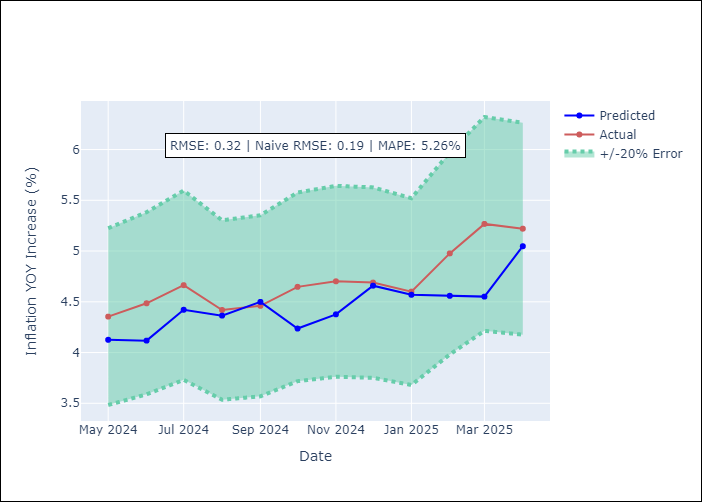 Predicted
Actual
+/-20% Error
RMSE: 0.32 | Naive RMSE: 0.19 | MAPE: 5.26%
Inflation YOY Increase (%)
6
5.5
5
4.5
4
3.5
May 2024 Jul 2024 Sep 2024 Nov 2024 Jan 2025 Mar 2025
Date